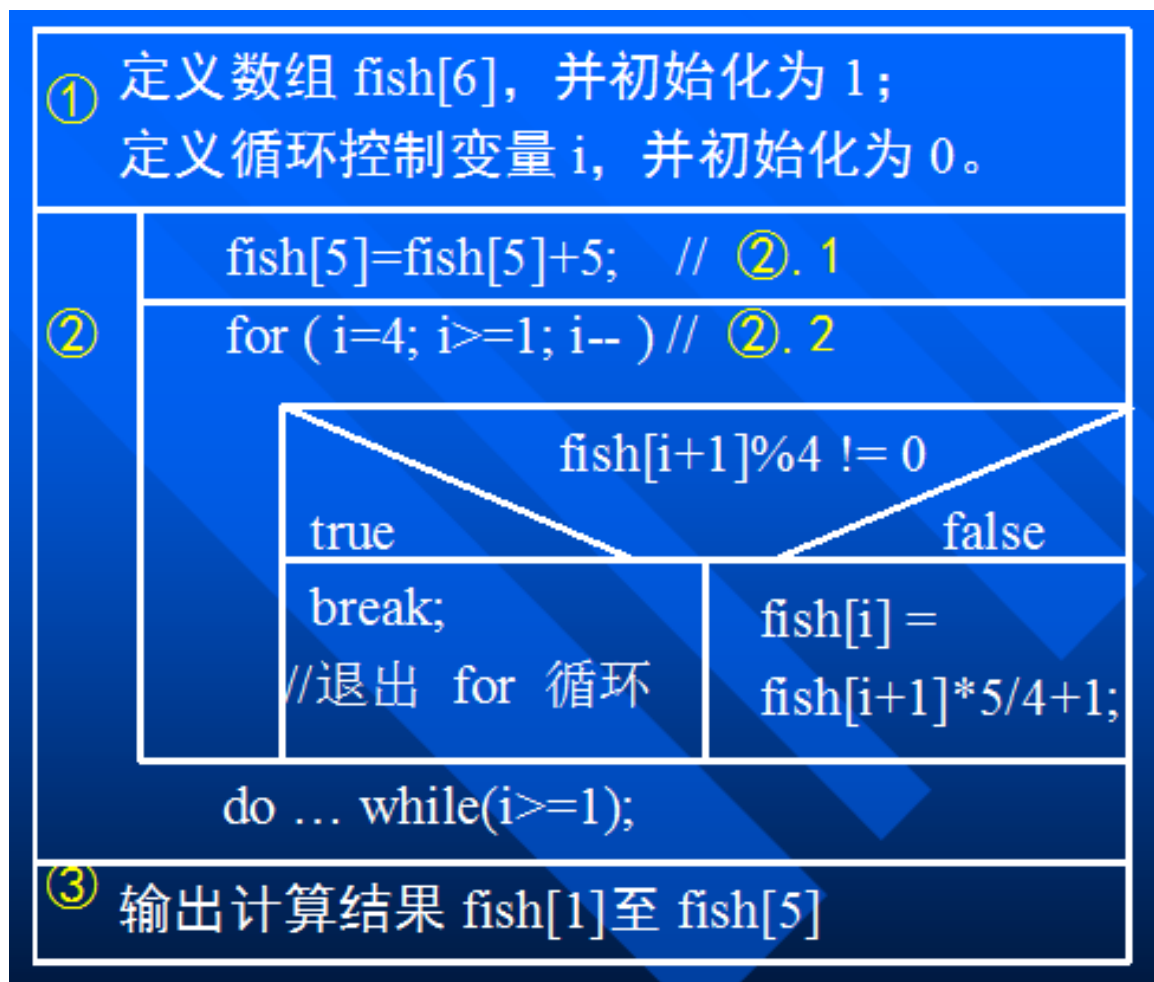 ① 定义数组 fish[6]，并初始化为 1；
定义循环控制变量 i，并初始化为 0。
fish[5]=fish[5]+5; // ②.1
② for ( i=4; i>=1; i-- ) // ②.2
fish[i+1]%4 != 0
true false
break;
//退出 for 循环
fish[i] =
fish[i+1]*5/4+1;
do … while(i>=1);
③ 输出计算结果 fish[1]至 fish[5]